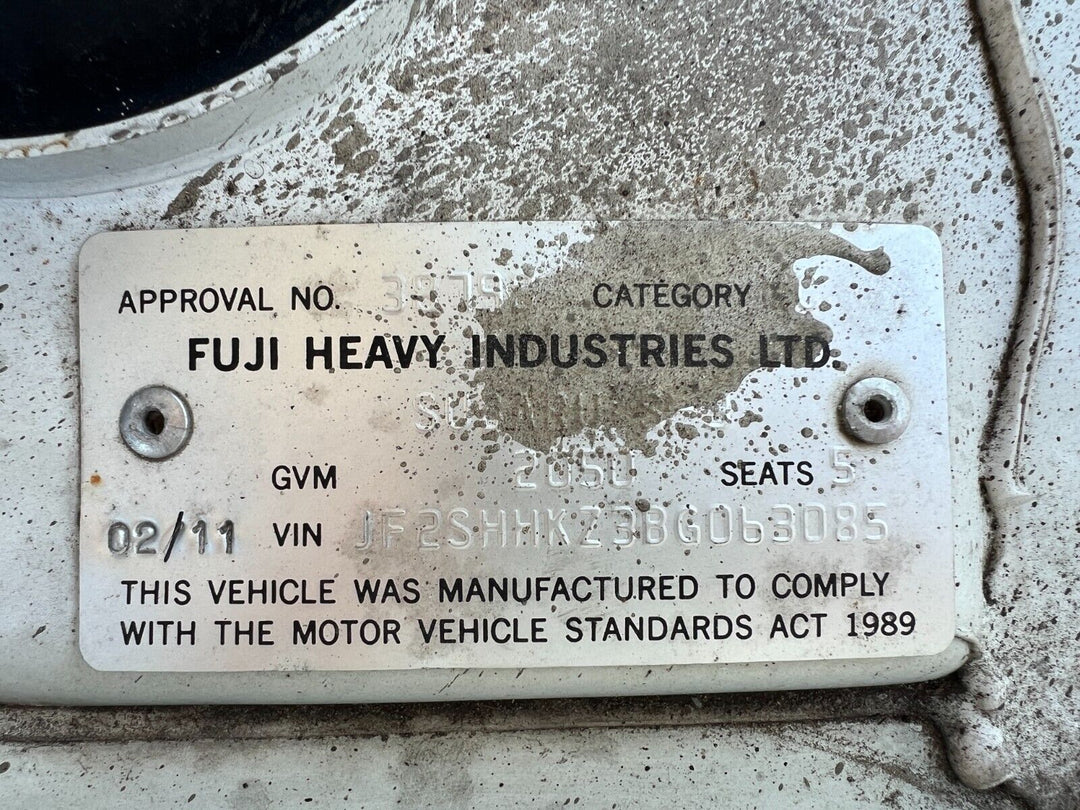 APPROVAL NO. 3979 CATEGORY
FUJI HEAVY INDUSTRIES LTD.
GVM 2050 SEATS 5
02/11 VIN JF2SHHKZ3BG063085
THIS VEHICLE WAS MANUFACTURED TO COMPLY
WITH THE MOTOR VEHICLE STANDARDS ACT 1989